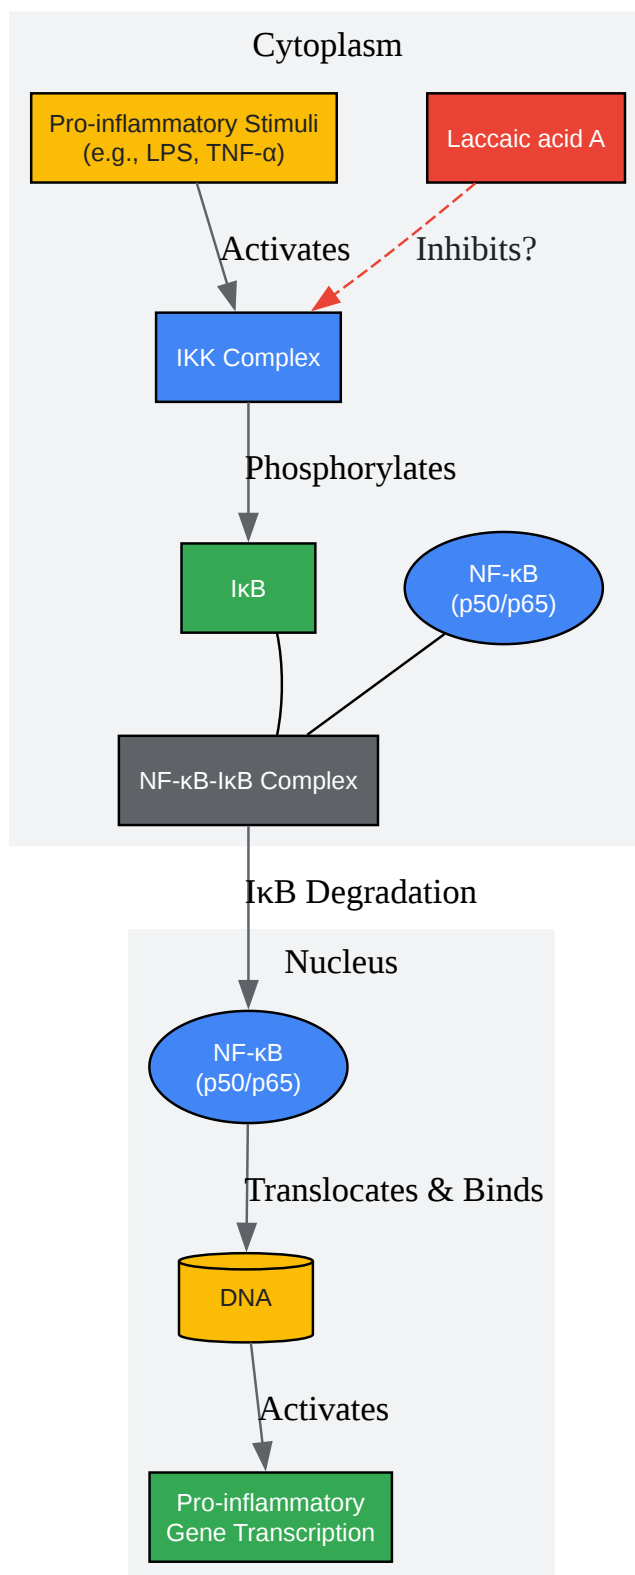 Cytoplasm
Pro-inflammatory Stimuli
(e.g., LPS, TNF-α)
Laccaic acid A
Activates
Inhibits?
IKK Complex
Phosphorylates
IκB
NF-κB
(p50/p65)
NF-κB-IκB Complex
IκB Degradation
Nucleus
NF-κB
(p50/p65)
Translocates & Binds
DNA
Activates
Pro-inflammatory
Gene Transcription